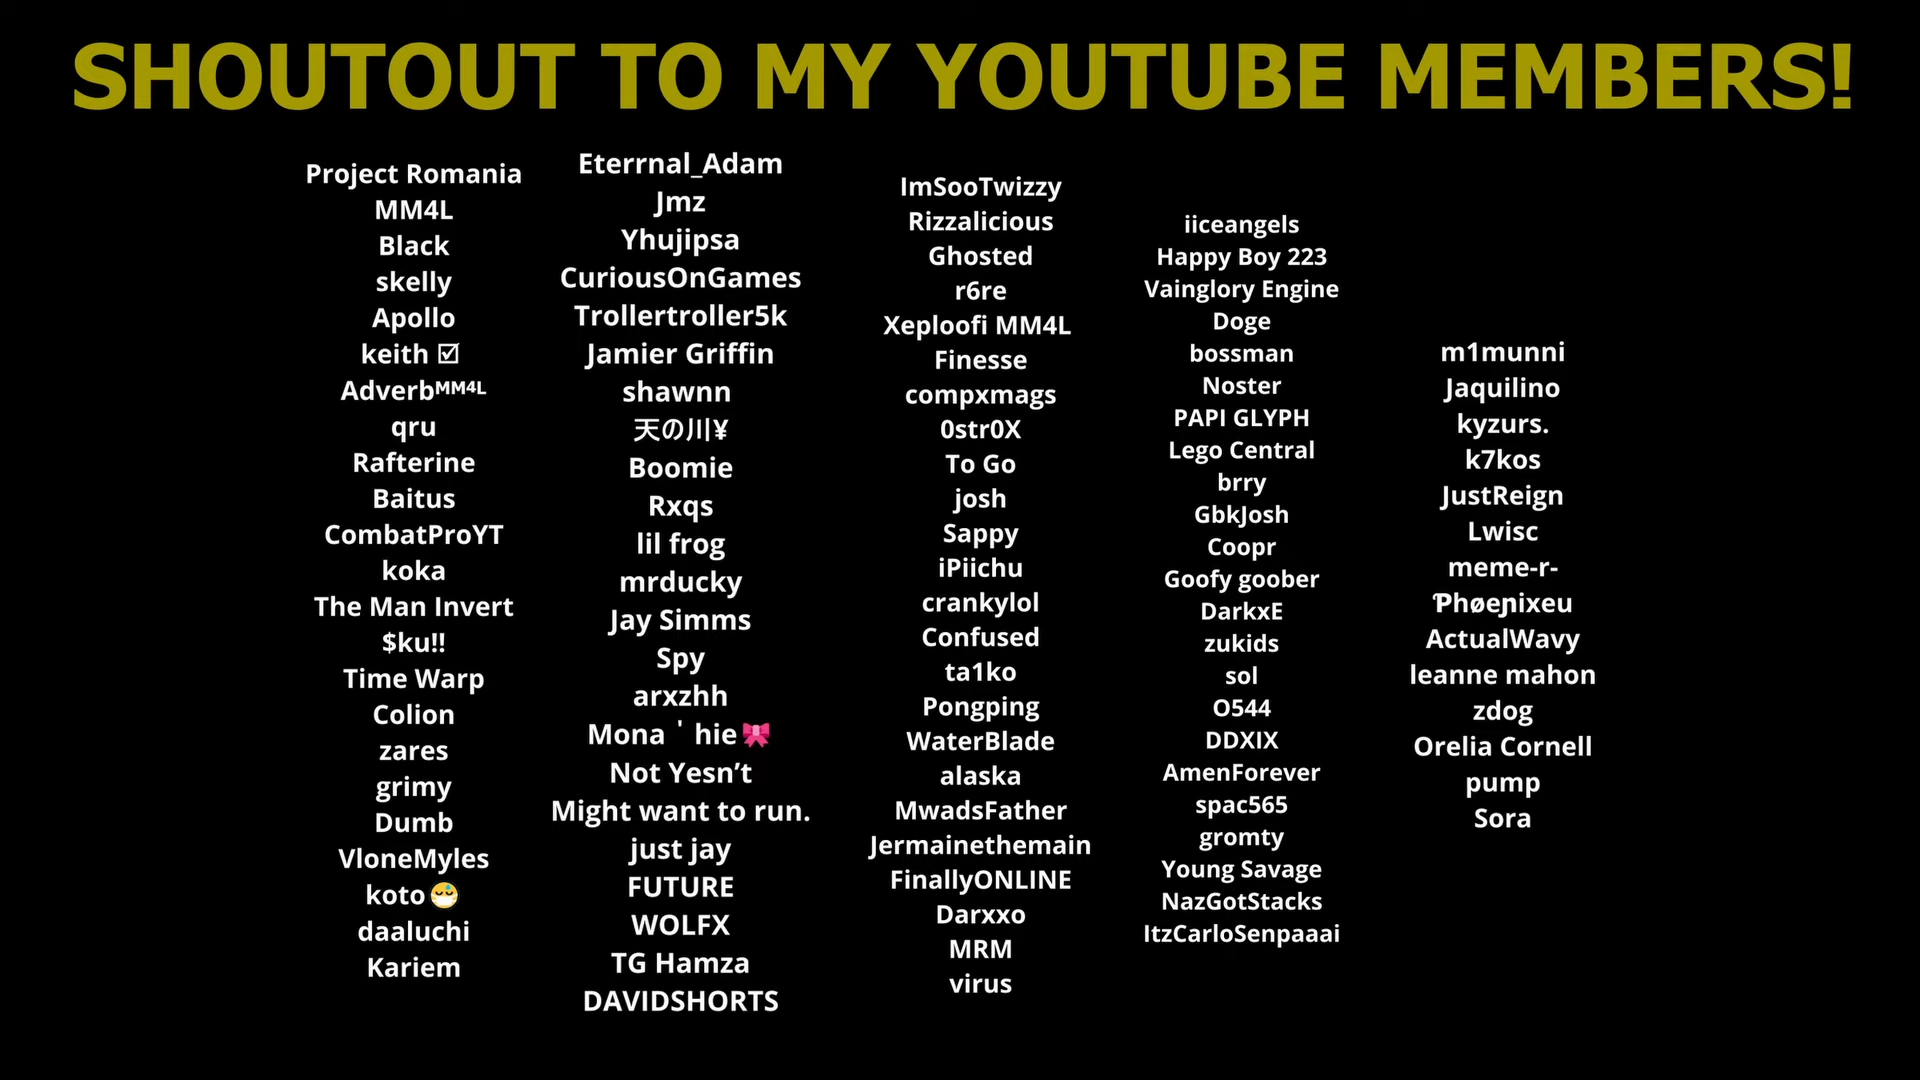 SHOUTOUT TO MY YOUTUBE MEMBERS!
Project Romania
MM4L
Black
skelly
Apollo
keith ☑
Adverbᴹᴹ⁴ᴸ
qru
Rafterine
Baitus
CombatProYT
koka
The Man Invert
$ku!!
Time Warp
Colion
zares
grimy
Dumb
VloneMyles
koto😷
daaluchi
Kariem
Eterrnal_Adam
Jmz
Yhujipsa
CuriousOnGames
Trollertroller5k
Jamier Griffin
shawnn
天の川¥
Boomie
Rxqs
lil frog
mrducky
Jay Simms
Spy
arxzhh
Mona ' hie🎀
Not Yesn’t
Might want to run.
just jay
FUTURE
WOLFX
TG Hamza
DAVIDSHORTS
ImSooTwizzy
Rizzalicious
Ghosted
r6re
Xeploofi MM4L
Finesse
compxmags
0str0X
To Go
josh
Sappy
iPiichu
crankylol
Confused
ta1ko
Pongping
WaterBlade
alaska
MwadsFather
Jermainethemain
FinallyONLINE
Darxxo
MRM
virus
iiceangels
Happy Boy 223
Vainglory Engine
Doge
bossman
Noster
PAPI GLYPH
Lego Central
brry
GbkJosh
Coopr
Goofy goober
DarkxE
zukids
sol
O544
DDXIX
AmenForever
spac565
gromty
Young Savage
NazGotStacks
ItzCarloSenpaaai
m1munni
Jaquilino
kyzurs.
k7kos
JustReign
Lwisc
meme-r-
Ƥhøeɲixeu
ActualWavy
leanne mahon
zdog
Orelia Cornell
pump
Sora